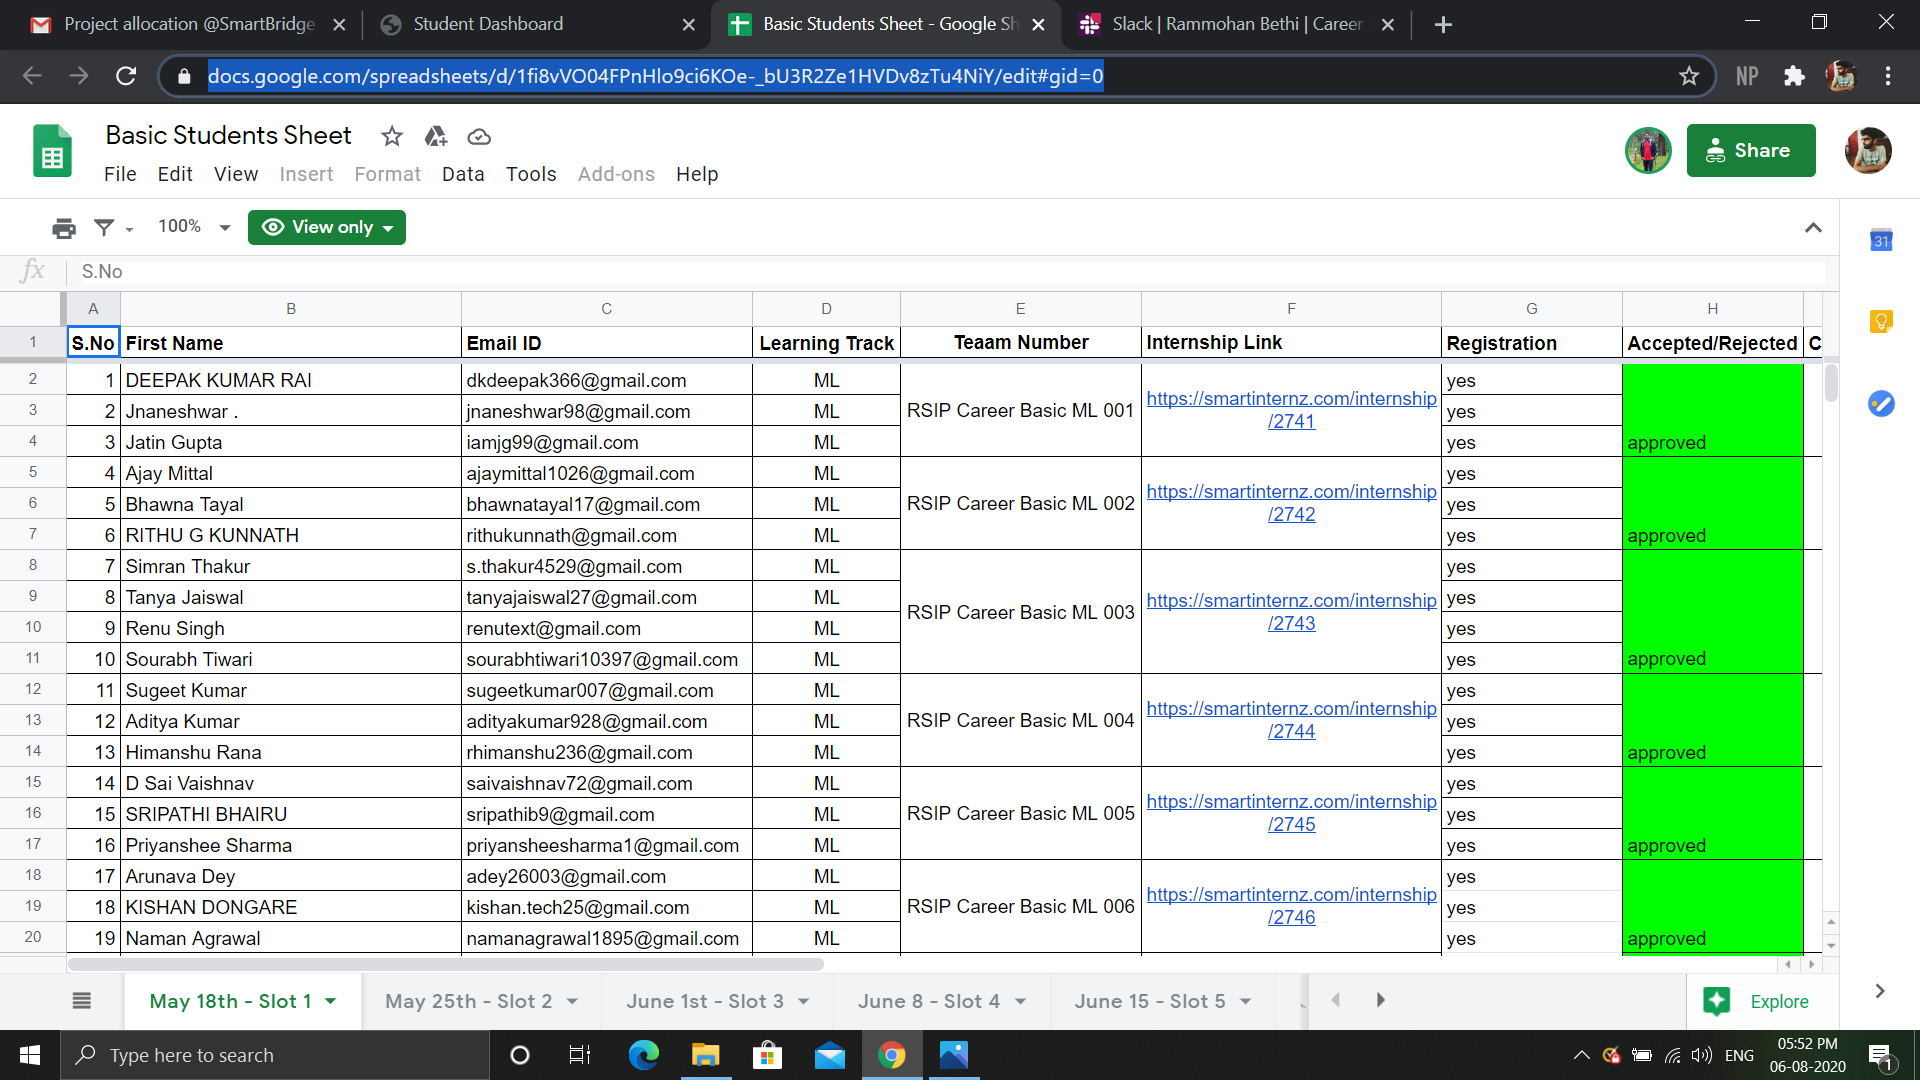 Project allocation @SmartBridge
Student Dashboard
Basic Students Sheet - Google Sh
Slack | Rammohan Bethi | Career
docs.google.com/spreadsheets/d/1fi8vVO04FPnHlo9ci6KOe-_bU3R2Ze1HVDv8zTu4NiY/edit#gid=0
NP
Basic Students Sheet
File Edit View Insert Format Data Tools Add-ons Help
Share
100%
View only
31
fx S.No
A B C D E F G H
1 S.No First Name Email ID Learning Track Teaam Number Internship Link Registration Accepted/Rejected C
2 1 DEEPAK KUMAR RAI dkdeepak366@gmail.com ML yes
3 2 Jnaneshwar . jnaneshwar98@gmail.com ML RSIP Career Basic ML 001 https://smartinternz.com/internship/2741 yes
4 3 Jatin Gupta iamjg99@gmail.com ML yes approved
5 4 Ajay Mittal ajaymittal1026@gmail.com ML yes
6 5 Bhawna Tayal bhawnatayal17@gmail.com ML RSIP Career Basic ML 002 https://smartinternz.com/internship/2742 yes
7 6 RITHU G KUNNATH rithukunnath@gmail.com ML yes approved
8 7 Simran Thakur s.thakur4529@gmail.com ML yes
9 8 Tanya Jaiswal tanyajaiswal27@gmail.com ML RSIP Career Basic ML 003 https://smartinternz.com/internship/2743 yes
10 9 Renu Singh renutext@gmail.com ML yes
11 10 Sourabh Tiwari sourabhtiwari10397@gmail.com ML yes approved
12 11 Sugeet Kumar sugeetkumar007@gmail.com ML yes
13 12 Aditya Kumar adityakumar928@gmail.com ML RSIP Career Basic ML 004 https://smartinternz.com/internship/2744 yes
14 13 Himanshu Rana rhimanshu236@gmail.com ML yes approved
15 14 D Sai Vaishnav saivaishnav72@gmail.com ML yes
16 15 SRIPATHI BHAIRU sripathib9@gmail.com ML RSIP Career Basic ML 005 https://smartinternz.com/internship/2745 yes
17 16 Priyanshee Sharma priyansheesharma1@gmail.com ML yes approved
18 17 Arunava Dey adey26003@gmail.com ML yes
19 18 KISHAN DONGARE kishan.tech25@gmail.com ML RSIP Career Basic ML 006 https://smartinternz.com/internship/2746 yes
20 19 Naman Agrawal namanagrawal1895@gmail.com ML yes approved
May 18th - Slot 1 May 25th - Slot 2 June 1st - Slot 3 June 8 - Slot 4 June 15 - Slot 5
Explore
Type here to search
ENG
05:52 PM
06-08-2020
1